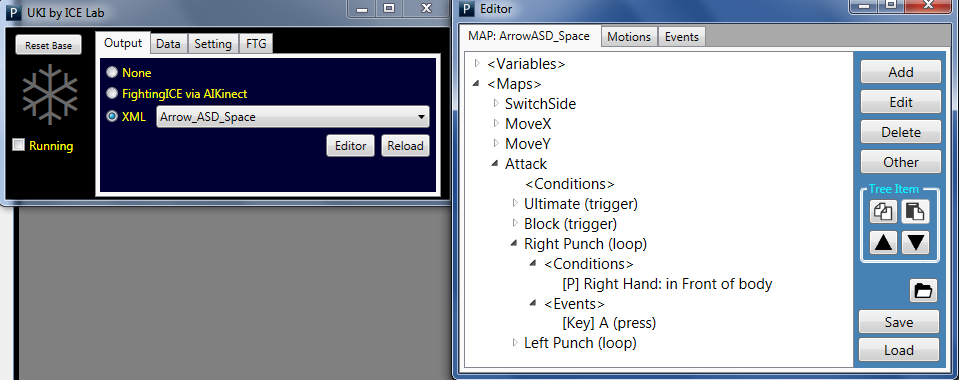 UKI by ICE Lab
Reset Base
Running
Output
Data
Setting
FTG
None
FightingICE via AIKinect
XML
Arrow_ASD_Space
Editor
Reload
Editor
MAP: ArrowASD_Space
Motions
Events
<Variables>
<Maps>
SwitchSide
MoveX
MoveY
Attack
<Conditions>
Ultimate (trigger)
Block (trigger)
Right Punch (loop)
<Conditions>
[P] Right Hand: in Front of body
<Events>
[Key] A (press)
Left Punch (loop)
Add
Edit
Delete
Other
Tree Item
Save
Load